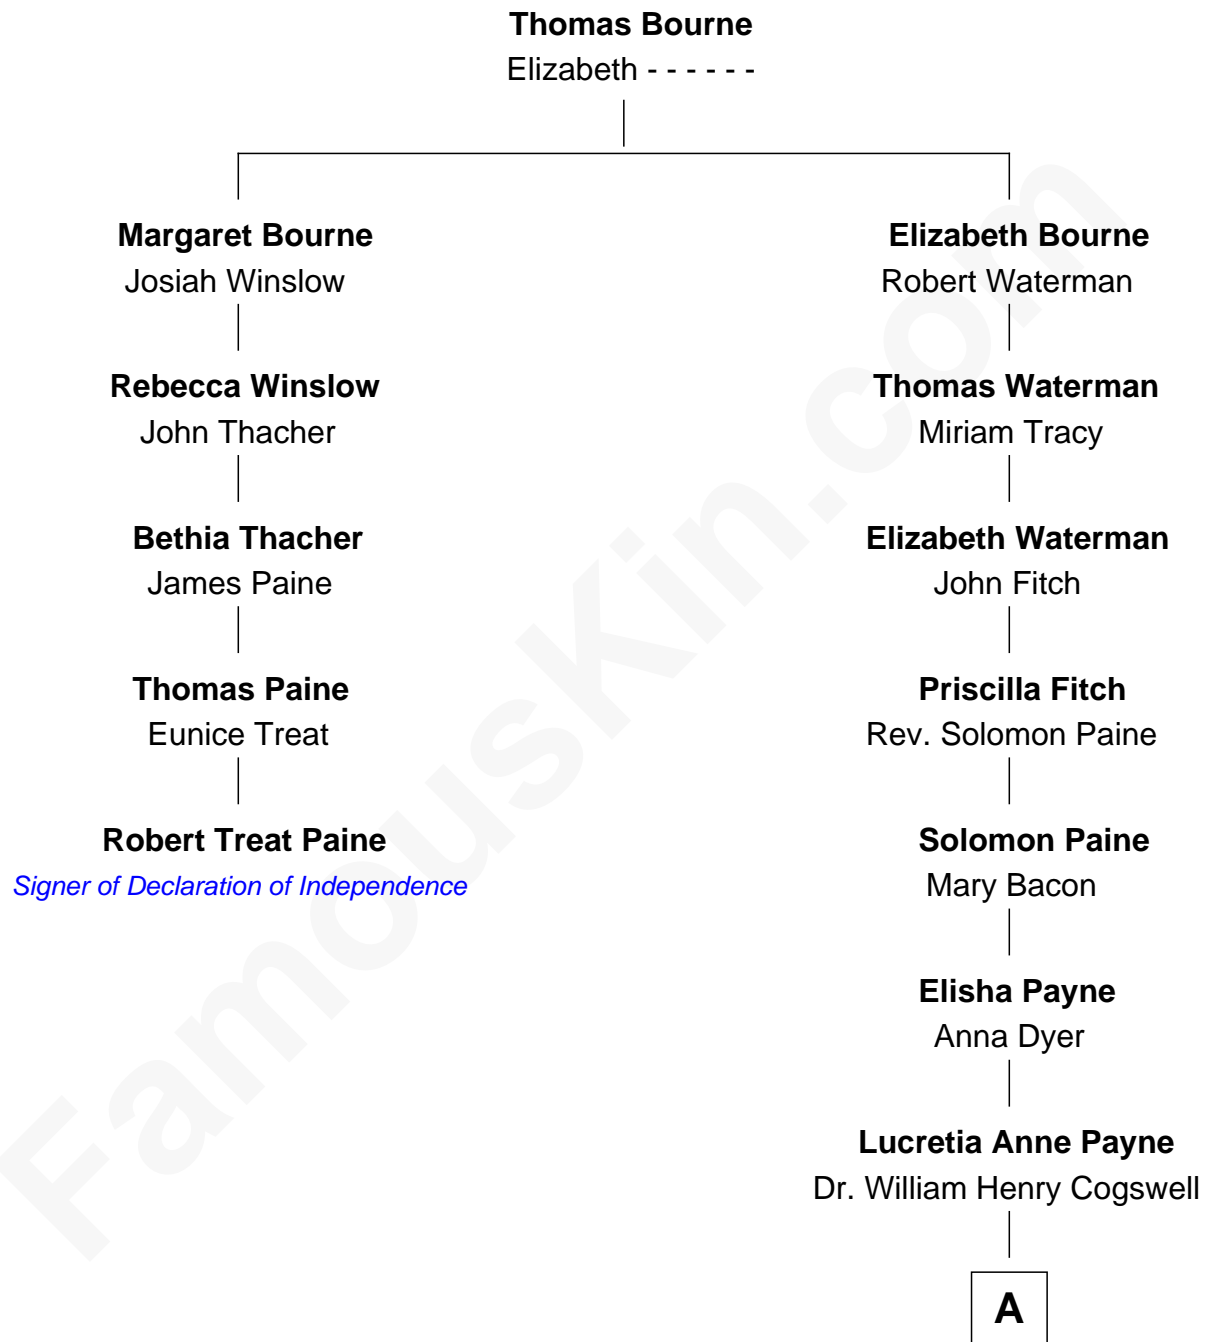 Thomas Bourne
Elizabeth - - - - - -
Margaret Bourne
Josiah Winslow
Rebecca Winslow
John Thacher
Bethia Thacher
James Paine
Thomas Paine
Eunice Treat
Robert Treat Paine
Signer of Declaration of Independence
Elizabeth Bourne
Robert Waterman
Thomas Waterman
Miriam Tracy
Elizabeth Waterman
John Fitch
Priscilla Fitch
Rev. Solomon Paine
Solomon Paine
Mary Bacon
Elisha Payne
Anna Dyer
Lucretia Anne Payne
Dr. William Henry Cogswell
A
FamousKin.com